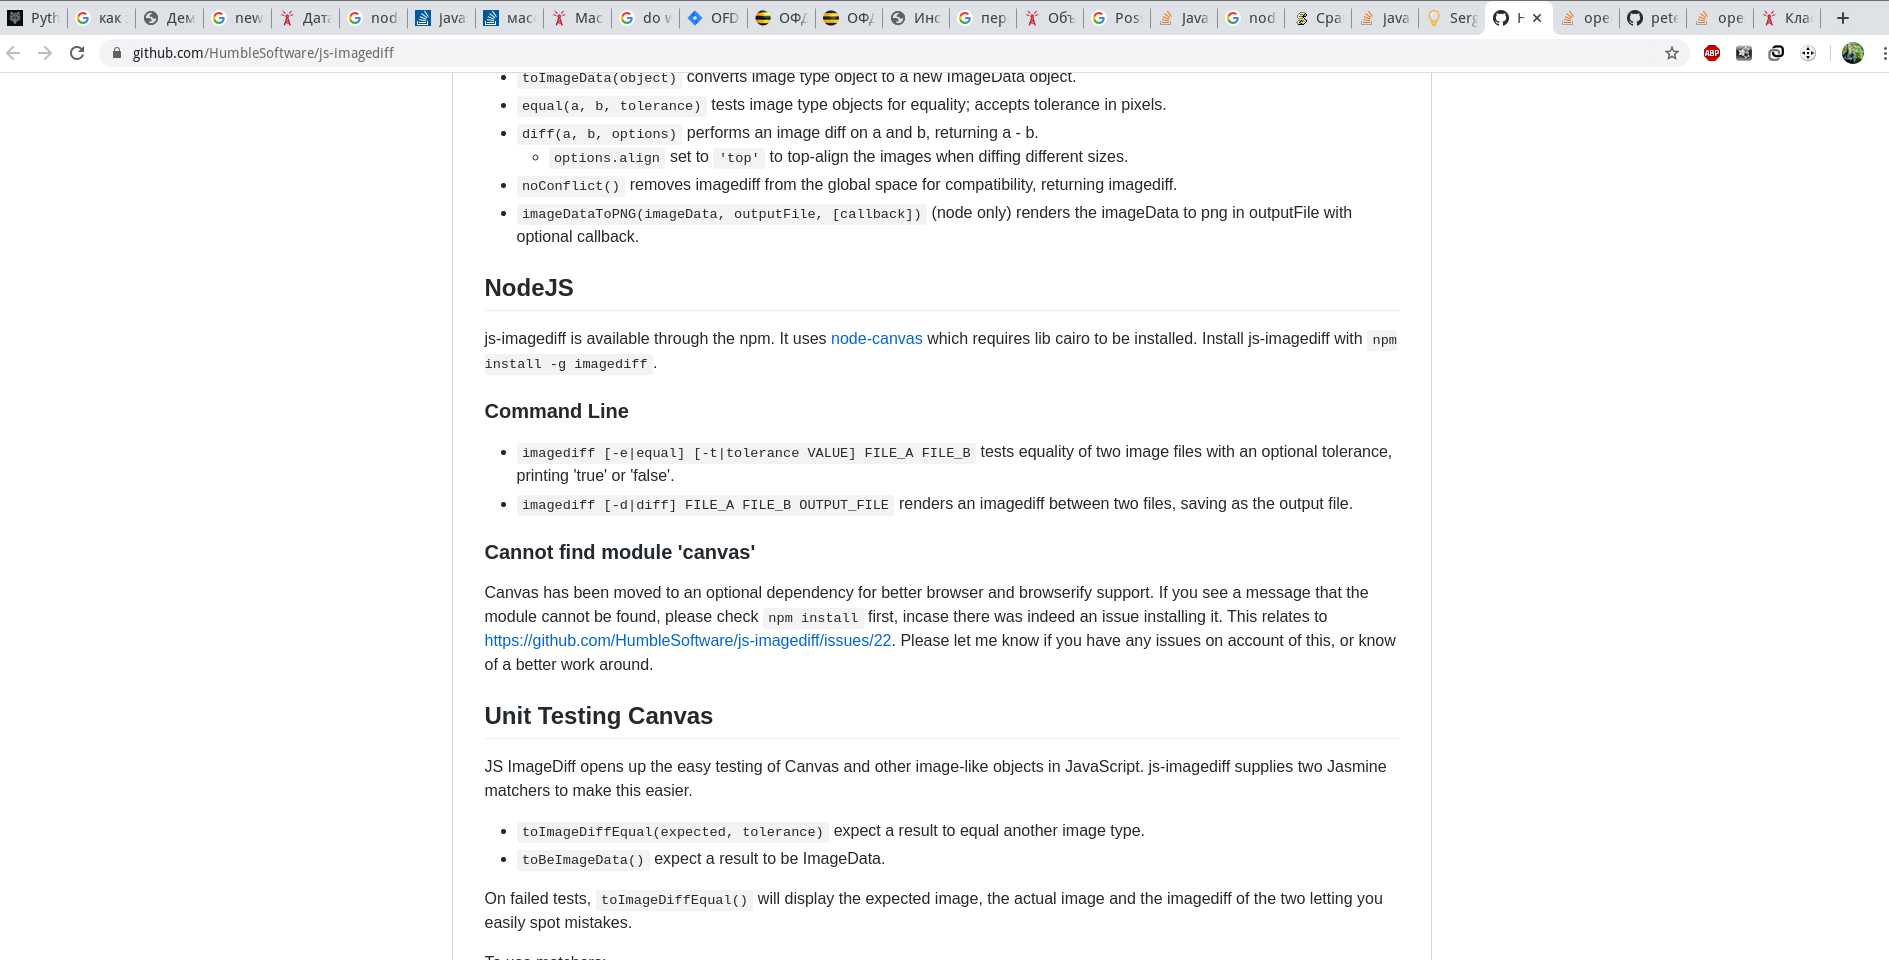 Pyth как Дем new Дата nod java масс Мас do w OFD ОФД ОФД Инс пер Объ Poss Java nod Сра java Serg H ope pete ope Клас
github.com/HumbleSoftware/js-imagediff ABP
toImageData(object) converts image type object to a new ImageData object.
equal(a, b, tolerance) tests image type objects for equality; accepts tolerance in pixels.
diff(a, b, options) performs an image diff on a and b, returning a - b.
options.align set to 'top' to top-align the images when diffing different sizes.
noConflict() removes imagediff from the global space for compatibility, returning imagediff.
imageDataToPNG(imageData, outputFile, [callback]) (node only) renders the imageData to png in outputFile with
optional callback.
NodeJS
js-imagediff is available through the npm. It uses node-canvas which requires lib cairo to be installed. Install js-imagediff with npm
install -g imagediff.
Command Line
imagediff [-e|equal] [-t|tolerance VALUE] FILE_A FILE_B tests equality of two image files with an optional tolerance,
printing 'true' or 'false'.
imagediff [-d|diff] FILE_A FILE_B OUTPUT_FILE renders an imagediff between two files, saving as the output file.
Cannot find module 'canvas'
Canvas has been moved to an optional dependency for better browser and browserify support. If you see a message that the
module cannot be found, please check npm install first, incase there was indeed an issue installing it. This relates to
https://github.com/HumbleSoftware/js-imagediff/issues/22. Please let me know if you have any issues on account of this, or know
of a better work around.
Unit Testing Canvas
JS ImageDiff opens up the easy testing of Canvas and other image-like objects in JavaScript. js-imagediff supplies two Jasmine
matchers to make this easier.
toImageDiffEqual(expected, tolerance) expect a result to equal another image type.
toBeImageData() expect a result to be ImageData.
On failed tests, toImageDiffEqual() will display the expected image, the actual image and the imagediff of the two letting you
easily spot mistakes.
To use matchers: